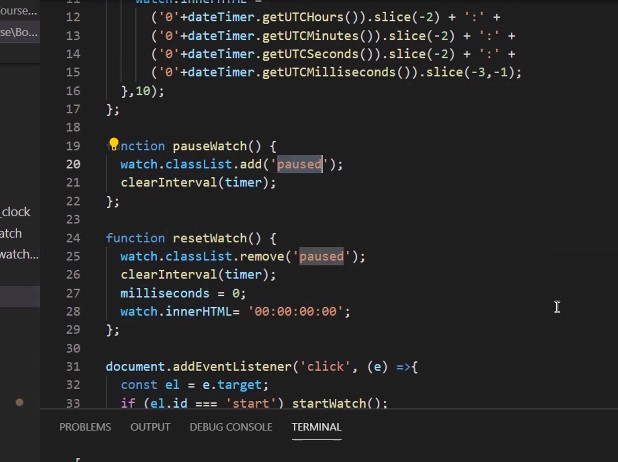 ourse...
se\Bo...
_clock
atch
watch...
11 watch.innerHTML =
12 ('0'+dateTimer.getUTCHours()).slice(-2) + ':' +
13 ('0'+dateTimer.getUTCMinutes()).slice(-2) + ':' +
14 ('0'+dateTimer.getUTCSeconds()).slice(-2) + ':' +
15 ('0'+dateTimer.getUTCMilliseconds()).slice(-3,-1);
16 },10);
17 };
18
19 function pauseWatch() {
20 watch.classList.add('paused');
21 clearInterval(timer);
22 };
23
24 function resetWatch() {
25 watch.classList.remove('paused');
26 clearInterval(timer);
27 milliseconds = 0;
28 watch.innerHTML= '00:00:00:00';
29 };
30
31 document.addEventListener('click', (e) =>{
32 const el = e.target;
33 if (el.id === 'start') startWatch();
PROBLEMS OUTPUT DEBUG CONSOLE TERMINAL